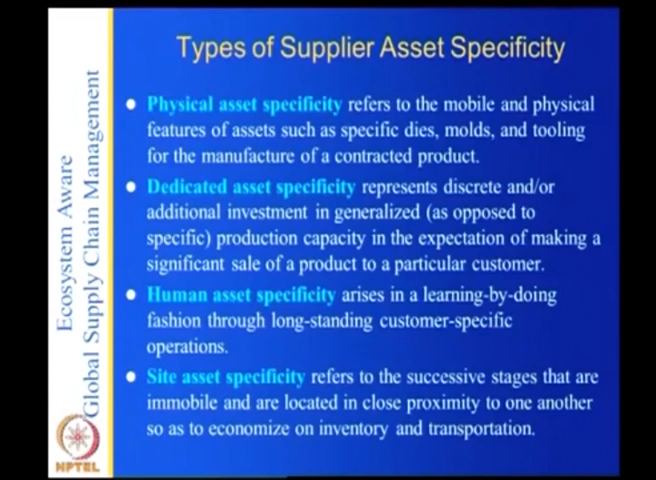 Types of Supplier Asset Specificity
Physical asset specificity refers to the mobile and physical
features of assets such as specific dies, molds, and tooling
for the manufacture of a contracted product.
Dedicated asset specificity represents discrete and/or
additional investment in generalized (as opposed to
specific) production capacity in the expectation of making a
significant sale of a product to a particular customer.
Human asset specificity arises in a learning-by-doing
fashion through long-standing customer-specific
operations.
Site asset specificity refers to the successive stages that are
immobile and are located in close proximity to one another
so as to economize on inventory and transportation.
Ecosystem Aware
Global Supply Chain Management
NPTEL